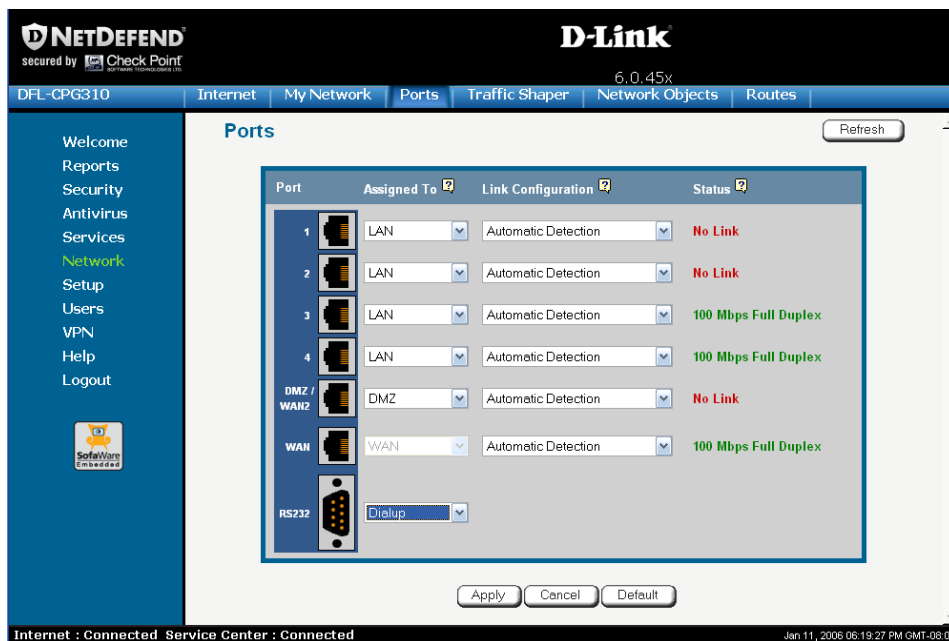 NETDEFEND
secured by Check Point
SOFTWARE TECHNOLOGIES LTD.
D-Link
6.0.45x
DFL-CPG310
Internet | My Network | Ports | Traffic Shaper | Network Objects | Routes |
Welcome
Reports
Security
Antivirus
Services
Network
Setup
Users
VPN
Help
Logout
SofaWare
Embedded
Ports
Refresh
Port Assigned To ? Link Configuration ? Status ?
1 LAN Automatic Detection No Link
2 LAN Automatic Detection No Link
3 LAN Automatic Detection 100 Mbps Full Duplex
4 LAN Automatic Detection 100 Mbps Full Duplex
DMZ / WAN2 DMZ Automatic Detection No Link
WAN WAN Automatic Detection 100 Mbps Full Duplex
RS232 Dialup
Apply Cancel Default
Internet : Connected Service Center : Connected
Jan 11, 2006 06:19:27 PM GMT-08: